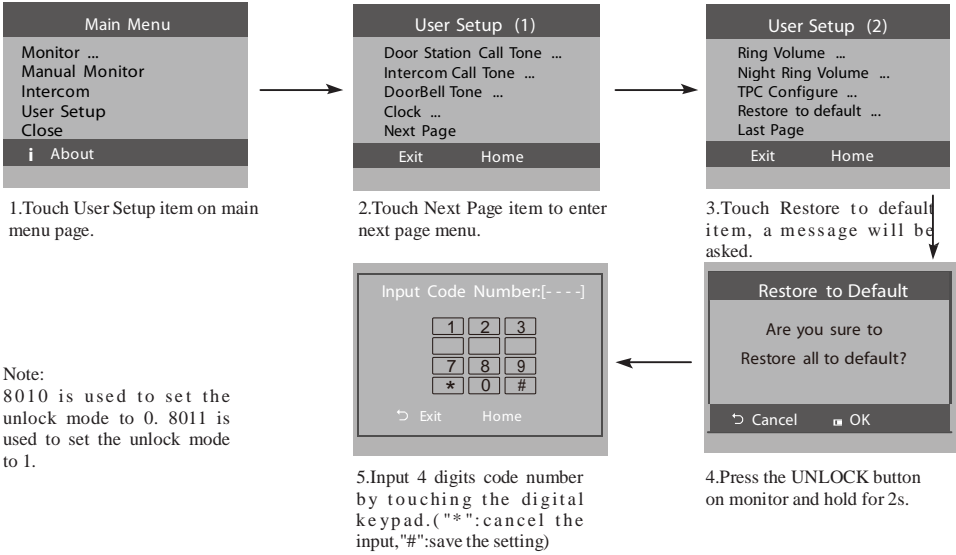 Main Menu
Monitor ...
Manual Monitor
Intercom
User Setup
Close
i About
1.Touch User Setup item on main
menu page.
User Setup (1)
Door Station Call Tone ...
Intercom Call Tone ...
DoorBell Tone ...
Clock ...
Next Page
Exit Home
2.Touch Next Page item to enter
next page menu.
User Setup (2)
Ring Volume ...
Night Ring Volume ...
TPC Configure ...
Restore to default ...
Last Page
Exit Home
3.Touch Restore to default
item, a message will be
asked.
Restore to Default
Are you sure to
Restore all to default?
Cancel OK
4.Press the UNLOCK button
on monitor and hold for 2s.
Input Code Number:[- - - -]
1 2 3
7 8 9
* 0 #
Exit Home
5.Input 4 digits code number
by touching the digital
keypad.("*":cancel the
input,"#":save the setting)
Note:
8010 is used to set the
unlock mode to 0. 8011 is
used to set the unlock mode
to 1.